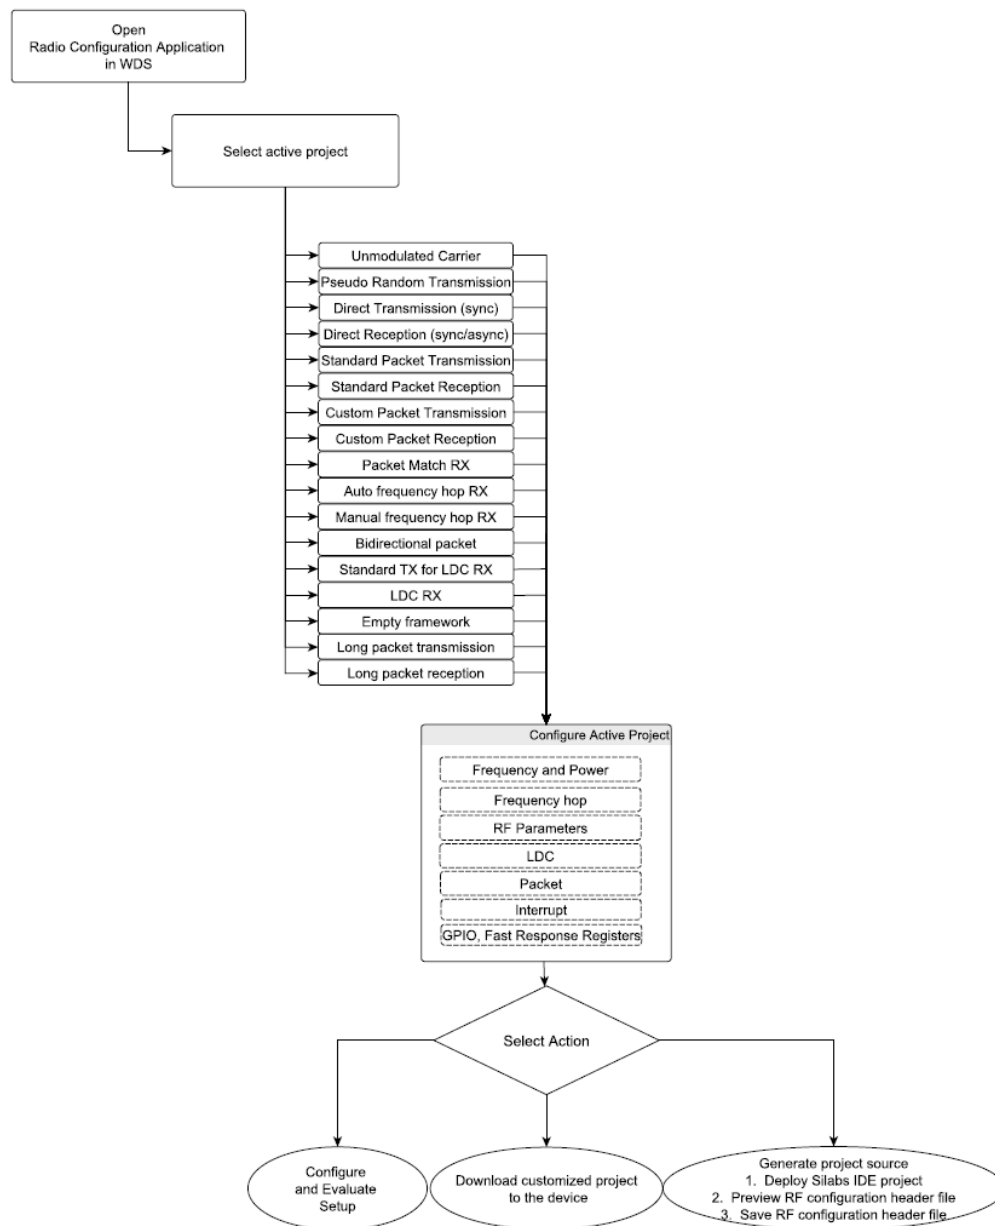 Open
Radio Configuration Application
in WDS
Select active project
Unmodulated Carrier
Pseudo Random Transmission
Direct Transmission (sync)
Direct Reception (sync/async)
Standard Packet Transmission
Standard Packet Reception
Custom Packet Transmission
Custom Packet Reception
Packet Match RX
Auto frequency hop RX
Manual frequency hop RX
Bidirectional packet
Standard TX for LDC RX
LDC RX
Empty framework
Long packet transmission
Long packet reception
Configure Active Project
Frequency and Power
Frequency hop
RF Parameters
LDC
Packet
Interrupt
GPIO, Fast Response Registers
Select Action
Configure
and Evaluate
Setup
Download customized project
to the device
Generate project source
1. Deploy Silabs IDE project
2. Preview RF configuration header file
3. Save RF configuration header file